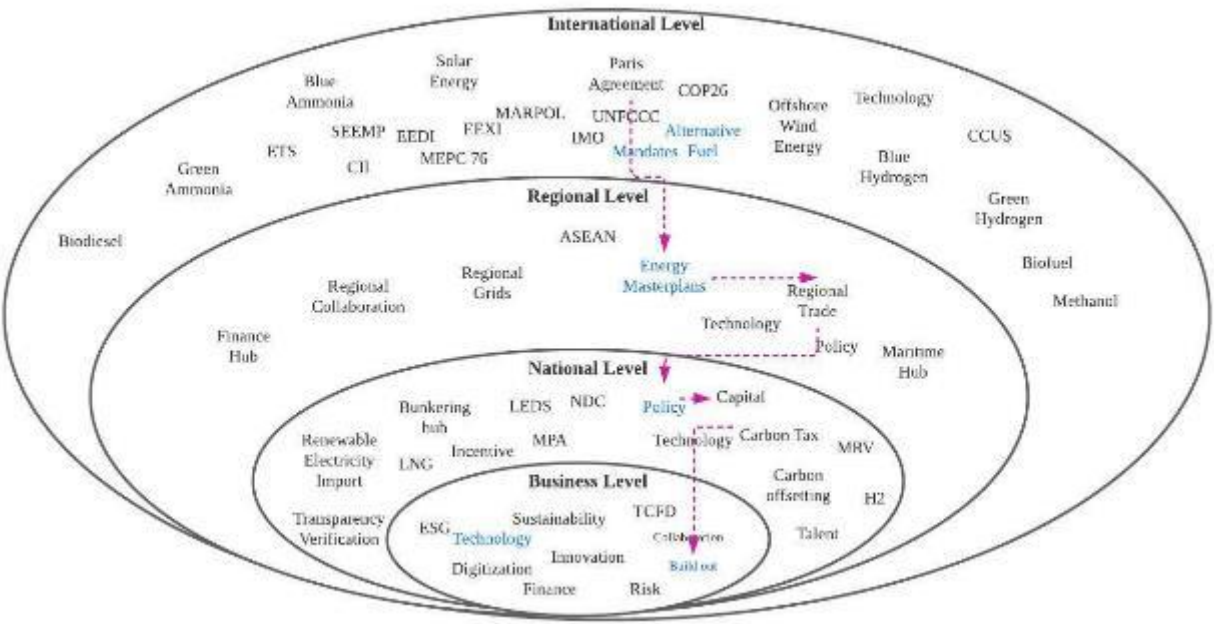 International Level
Solar
Energy
Paris
Agreement
COP26
Blue
Ammonia
Technology
Offshore
Wind
Energy
MARPOL
UNFCCC
SEEMP
EEDI
EEXI
IMO
Alternative
Mandates Fuel
CCUS
ETS
CII
MEPC 76
Green
Ammonia
Blue
Hydrogen
Green
Hydrogen
Biodiesel
Biofuel
Methanol
Regional Level
ASEAN
Energy
Masterplans
Regional
Grids
Regional
Collaboration
Regional
Trade
Technology
Policy
Finance
Hub
Maritime
Hub
National Level
Bunkering
hub
LEDS
NDC
Policy
Capital
Renewable
Electricity
Import
LNG
Incentive
MPA
Technology
Carbon Tax
MRV
Carbon
offsetting
H2
Transparency
Verification
Talent
Business Level
ESG
Sustainability
TCFD
Technology
Collaboration
Innovation
Digitization
Build out
Finance
Risk